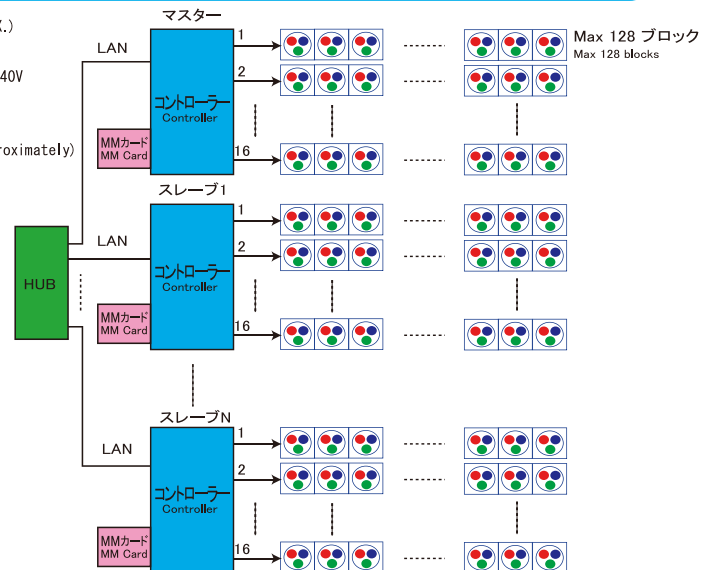 X.)
40V
roximately)
マスター
LAN
コントローラー
Controller
MMカード
MM Card
1
2
16
Max 128 ブロック
Max 128 blocks
スレーブ1
LAN
コントローラー
Controller
MMカード
MM Card
1
2
16
HUB
スレーブN
LAN
コントローラー
Controller
MMカード
MM Card
1
2
16